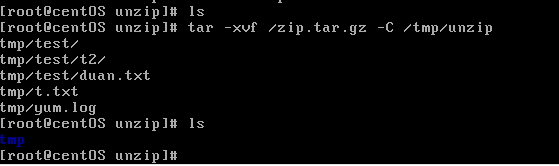 [root@centOS unzip]# ls
[root@centOS unzip]# tar -xvf /zip.tar.gz -C /tmp/unzip
tmp/test/
tmp/test/t2/
tmp/test/duan.txt
tmp/t.txt
tmp/yum.log
[root@centOS unzip]# ls
tmp
[root@centOS unzip]#